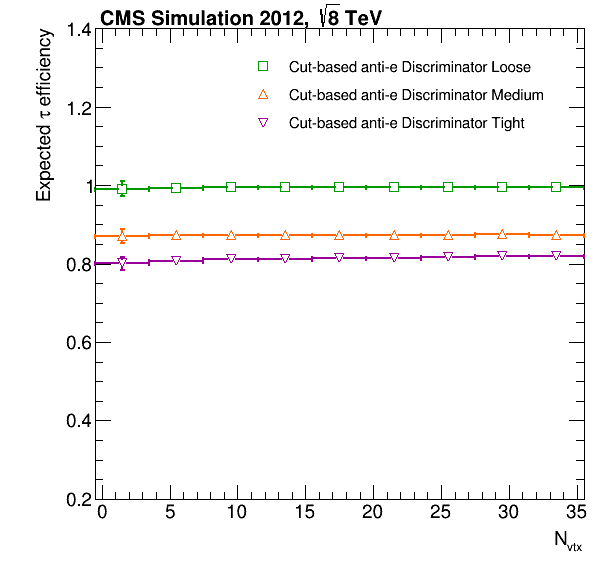 CMS Simulation 2012, √8 TeV
Expected τ efficiency
Cut-based anti-e Discriminator Loose
Cut-based anti-e Discriminator Medium
Cut-based anti-e Discriminator Tight
1.4
1.2
1
0.8
0.6
0.4
0.2
0 5 10 15 20 25 30 35
N_vtx